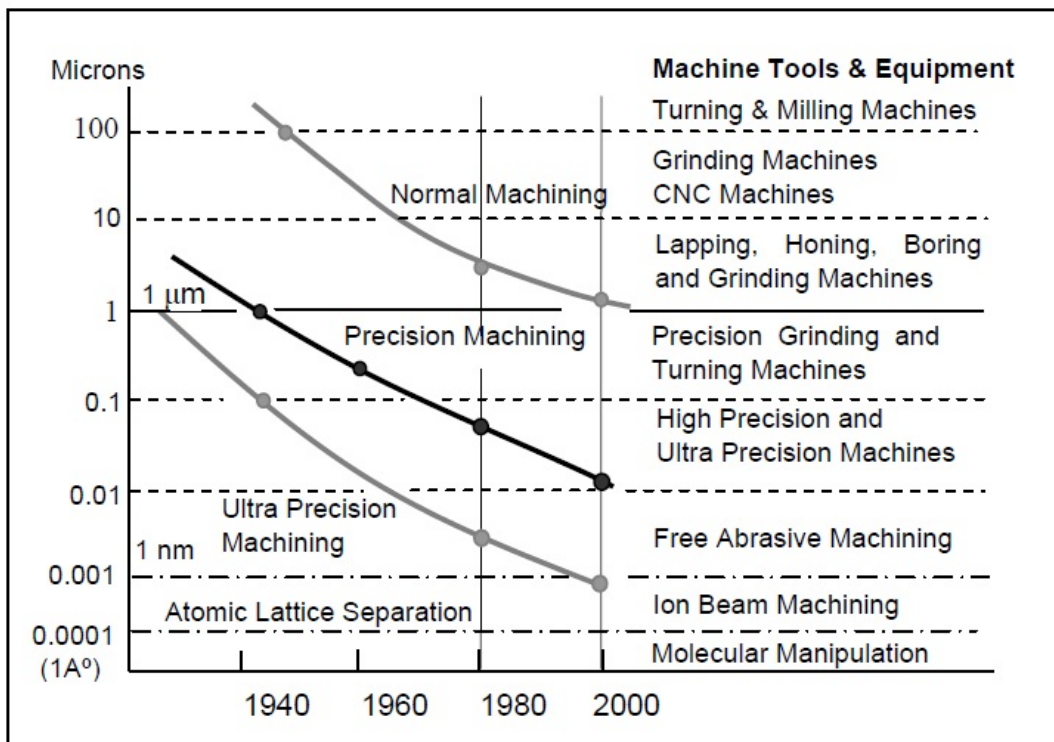 Microns
Machine Tools & Equipment
Turning & Milling Machines
100
Grinding Machines
CNC Machines
Normal Machining
10
Lapping, Honing, Boring
and Grinding Machines
1 μm
1
Precision Machining
Precision Grinding and
Turning Machines
0.1
High Precision and
Ultra Precision Machines
0.01
Ultra Precision
Machining
Free Abrasive Machining
1 nm
0.001
Atomic Lattice Separation
Ion Beam Machining
0.0001
(1Aº)
Molecular Manipulation
1940
1960
1980
2000